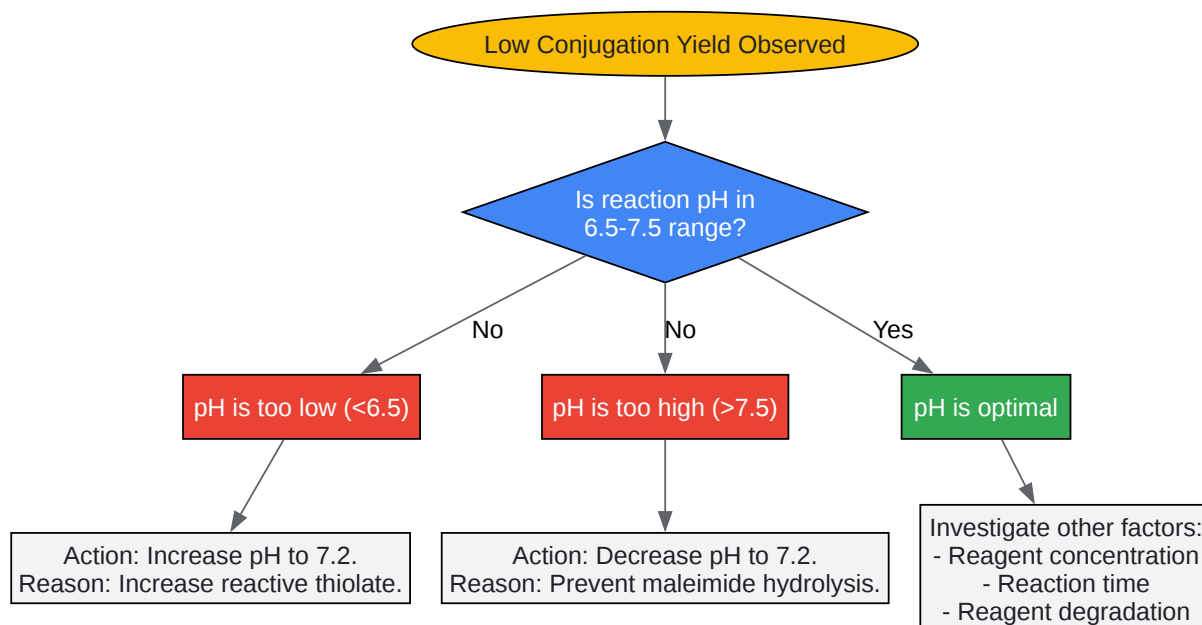 Low Conjugation Yield Observed
Is reaction pH in
6.5-7.5 range?
No
No
Yes
pH is too low (<6.5)
pH is too high (>7.5)
pH is optimal
Action: Increase pH to 7.2.
Reason: Increase reactive thiolate.
Action: Decrease pH to 7.2.
Reason: Prevent maleimide hydrolysis.
Investigate other factors:
- Reagent concentration
- Reaction time
- Reagent degradation